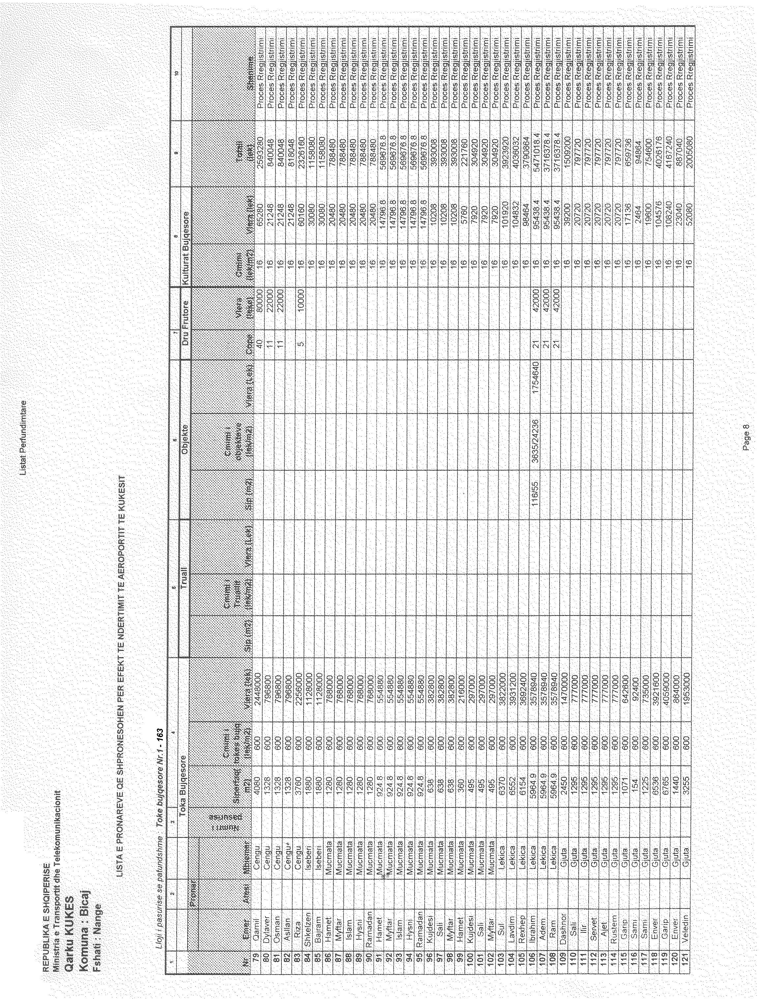 Listat Perfundimtare
REPUBLIKA E SHQIPERISE
Ministria e Transportit dhe Telekomunikacionit
Qarku KUKES
Komuna : Bicaj
Fshati : Nange
LISTA E PRONAREVE QE SHPRONESOHEN PER EFEKT TE NDERTIMIT TE AEROPORTIT TE KUKESIT
Lloji i pasurise se patundshme Toke bujqesore Nr.1 - 163
1 2 3 4 5 6 7 8 9 10
Pronar Toka Bujqesore Truall Objekte Dru Frutore Kulturat Bujqesore
Nr Emer Atesi Mbiemer Numri i Pasurise Siperfaq( m2) Cmimi i tokes bujq (lek/m2) Vlera (lek) Sip (m2) Cmimi i Truallit (lek/m2) Vlera (Lek) Sip (m2) Cmimi i objekteve (lek/m2) Vlera (Lek) Cope Vlera (leke) Cmimi (lek/m2) Vlera (lek) Totali (lek) Shenime
79 Qamil Cengu 4080 600 2448000 40 80000 16 65280 2593280 Proces Rregjistrimi
80 Dylaver Cengu 1328 600 796800 11 22000 16 21248 840048 Proces Rregjistrimi
81 Osman Cengu 1328 600 796800 11 22000 16 21248 840048 Proces Rregjistrimi
82 Asllan Cengu* 1328 600 796800 16 21248 818048 Proces Rregjistrimi
83 Riza Cengu 3760 600 2256000 5 10000 16 60160 2326160 Proces Rregjistrimi
84 Shkelzen Iseberi 1880 600 1128000 16 30080 1158080 Proces Rregjistrimi
85 Bajram Iseberi 1880 600 1128000 16 30080 1158080 Proces Rregjistrimi
86 Hamet Mucmata 1280 600 768000 16 20480 788480 Proces Rregjistrimi
87 Myftar Mucmata 1280 600 768000 16 20480 788480 Proces Rregjistrimi
88 Islam Mucmata 1280 600 768000 16 20480 788480 Proces Rregjistrimi
89 Hysni Mucmata 1280 600 768000 16 20480 788480 Proces Rregjistrimi
90 Ramadan Mucmata 1280 600 768000 16 20480 788480 Proces Rregjistrimi
91 Hamet Mucmata 924.8 600 554880 16 14796.8 569676.8 Proces Rregjistrimi
92 Myftar Mucmata 924.8 600 554880 16 14796.8 569676.8 Proces Rregjistrimi
93 Islam Mucmata 924.8 600 554880 16 14796.8 569676.8 Proces Rregjistrimi
94 Hysni Mucmata 924.8 600 554880 16 14796.8 569676.8 Proces Rregjistrimi
95 Ramadan Mucmata 924.8 600 554880 16 14796.8 569676.8 Proces Rregjistrimi
96 Kujdesi Mucmata 638 600 382800 16 10208 393008 Proces Rregjistrimi
97 Sali Mucmata 638 600 382800 16 10208 393008 Proces Rregjistrimi
98 Myftar Mucmata 638 600 382800 16 10208 393008 Proces Rregjistrimi
99 Hamet Mucmata 360 600 216000 16 5760 221760 Proces Rregjistrimi
100 Kujdesi Mucmata 495 600 297000 16 7920 304920 Proces Rregjistrimi
101 Sali Mucmata 495 600 297000 16 7920 304920 Proces Rregjistrimi
102 Myftar Mucmata 495 600 297000 16 7920 304920 Proces Rregjistrimi
103 Sul Lekica 6370 600 3822000 16 101920 3923920 Proces Rregjistrimi
104 Lavdim Lekica 6552 600 3931200 16 104832 4036032 Proces Rregjistrimi
105 Rexhep Lekica 6154 600 3692400 16 98464 3790864 Proces Rregjistrimi
106 Ibrahim Lekica 5964.9 600 3578940 116/55 3635/24236 1754640 21 42000 16 95438.4 5471018.4 Proces Rregjistrimi
107 Adem Lekica 5964.9 600 3578940 21 42000 16 95438.4 3716378.4 Proces Rregjistrimi
108 Ram Lekica 5964.9 600 3578940 21 42000 16 95438.4 3716378.4 Proces Rregjistrimi
109 Dashnor Gjuta 2450 600 1470000 16 39200 1509200 Proces Rregjistrimi
110 Sali Gjuta 1295 600 777000 16 20720 797720 Proces Rregjistrimi
111 Ilir Gjuta 1295 600 777000 16 20720 797720 Proces Rregjistrimi
112 Servet Gjuta 1295 600 777000 16 20720 797720 Proces Rregjistrimi
113 Ajet Gjuta 1295 600 777000 16 20720 797720 Proces Rregjistrimi
114 Rustem Gjuta 1295 600 777000 16 20720 797720 Proces Rregjistrimi
115 Garip Gjuta 1071 600 642600 16 17136 659736 Proces Rregjistrimi
116 Sami Gjuta 154 600 92400 16 2464 94864 Proces Rregjistrimi
117 Sami Gjuta 1225 600 735000 16 19600 754600 Proces Rregjistrimi
118 Enver Gjuta 6536 600 3921600 16 104576 4026176 Proces Rregjistrimi
119 Garip Gjuta 6765 600 4059000 16 108240 4167240 Proces Rregjistrimi
120 Enver Gjuta 1440 600 864000 16 23040 887040 Proces Rregjistrimi
121 Veledin Gjuta 3255 600 1953000 16 52080 2005080 Proces Rregjistrimi
Page 8